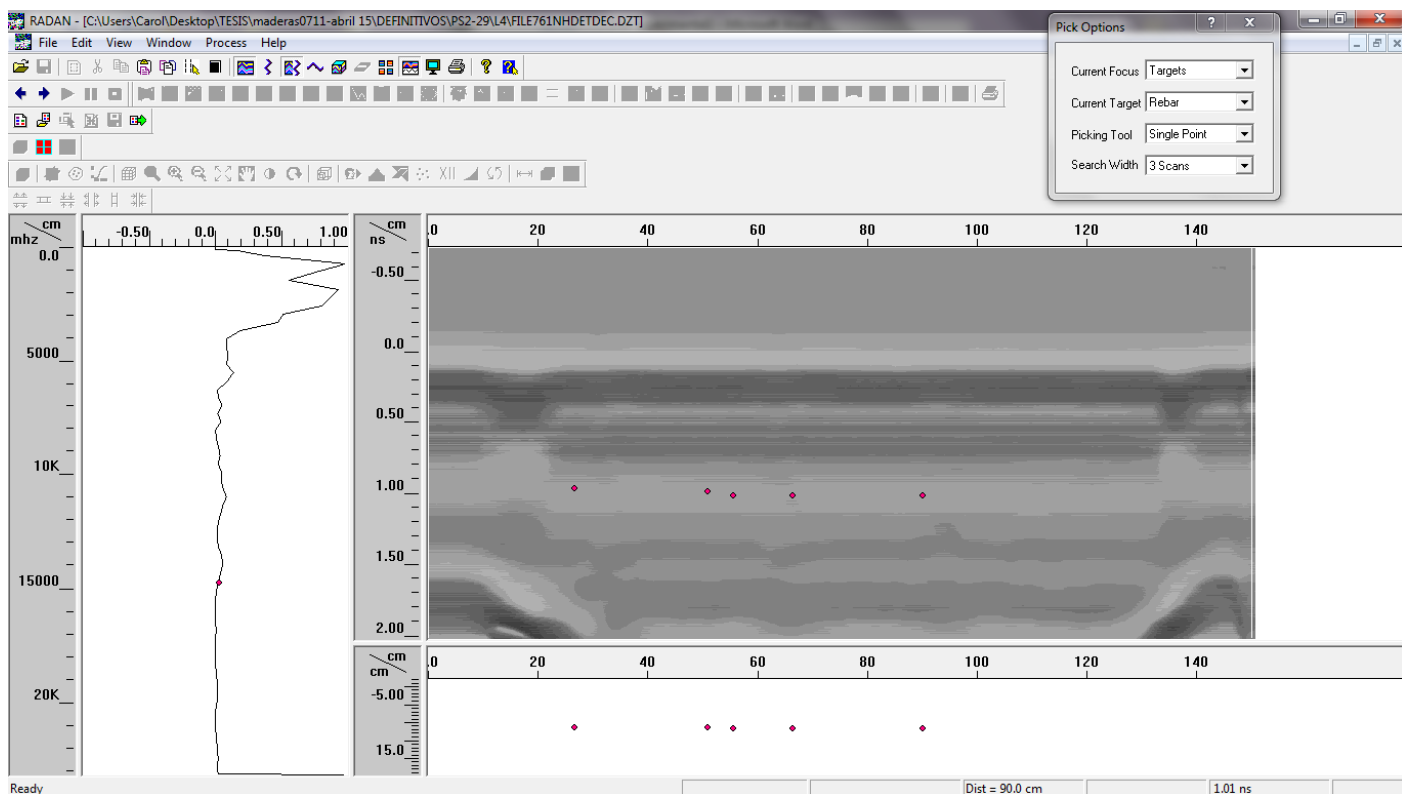 RADAN - [C:\Users\Carol\Desktop\TESIS\maderas0711-abril 15\DEFINITIVOS\PS2-29\L4\FILE761NHDETDEC.DZT]
File Edit View Window Process Help
Pick Options
Current Focus Targets
Current Target Rebar
Picking Tool Single Point
Search Width 3 Scans
cm
mhz
-0.50 0.0 0.50 1.00
0.0
5000
10K
15000
20K
cm
ns
.0 20 40 60 80 100 120 140
-0.50
0.0
0.50
1.00
1.50
2.00
cm
cm
.0 20 40 60 80 100 120 140
-5.00
15.0
Ready Dist = 90.0 cm 1.01 ns